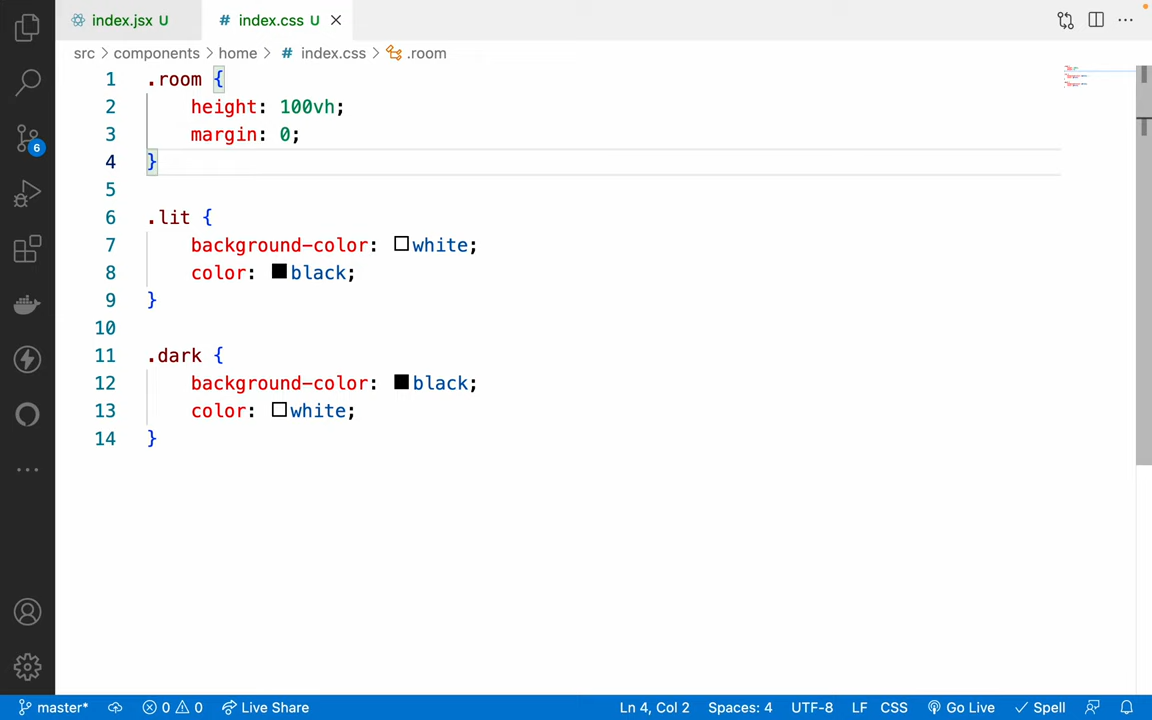 index.jsx U
# index.css U
src > components > home > # index.css > .room
1 .room {
2 height: 100vh;
3 margin: 0;
4 }
5
6 .lit {
7 background-color: white;
8 color: black;
9 }
10
11 .dark {
12 background-color: black;
13 color: white;
14 }
6
master* 0 0 Live Share Ln 4, Col 2 Spaces: 4 UTF-8 LF CSS Go Live Spell